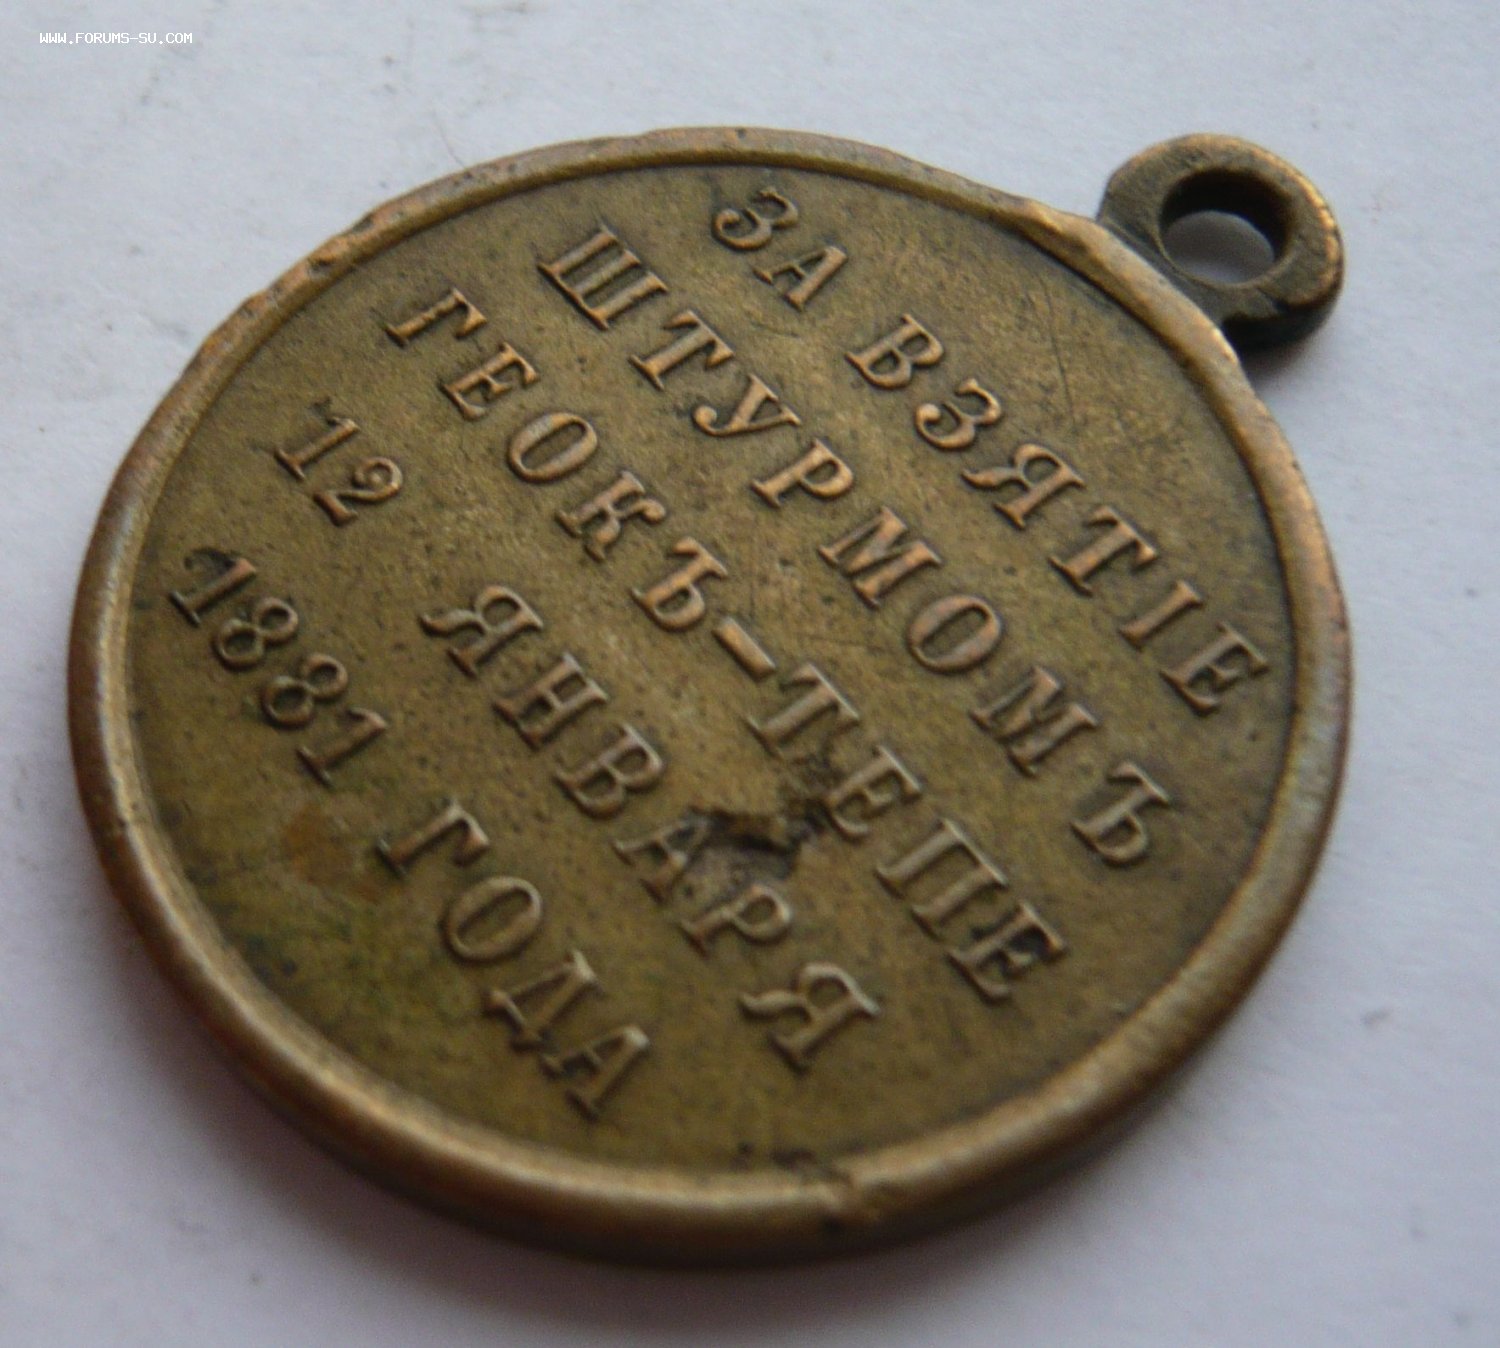 WWW.FORUMS-SU.COM
ЗА ВЗЯТІЕ
ШТУРМОМЪ
ГЕОКЪ-ТЕПЕ
12 ЯНВАРЯ
1881 ГОДА